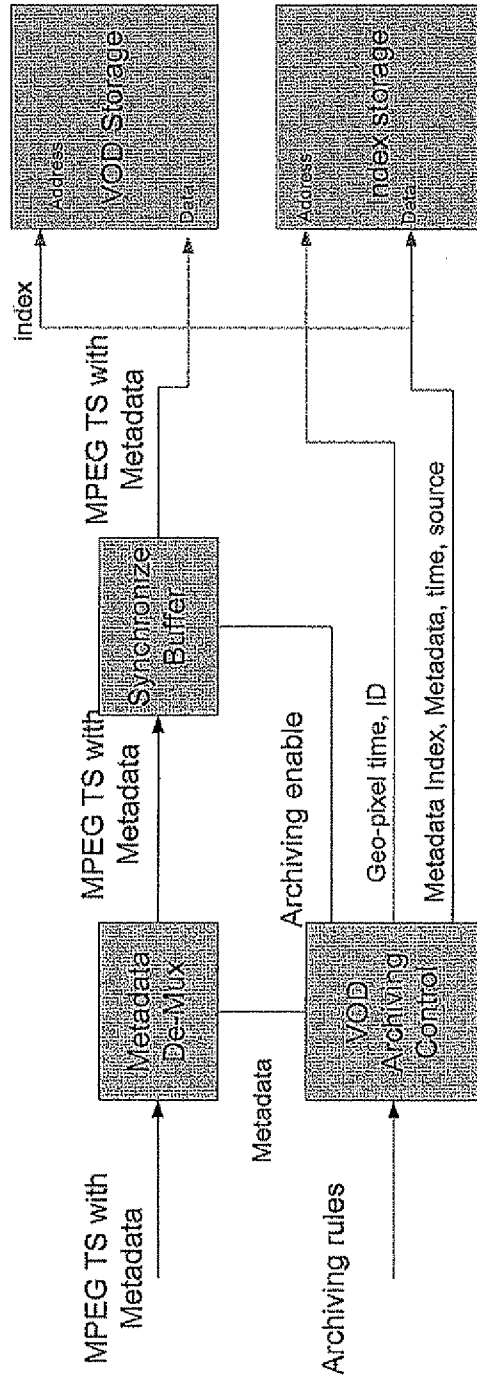 MPEG TS with
Metadata
Metadata
De-Mux
MPEG TS with
Metadata
Synchronize
Buffer
MPEG TS with
Metadata
index
Address
VOD Storage
Data
Metadata
Archiving enable
Archiving rules
VOD
Archiving
Control
Geo-pixel time, ID
Metadata Index, Metadata, time, source
Address
Index storage
Data